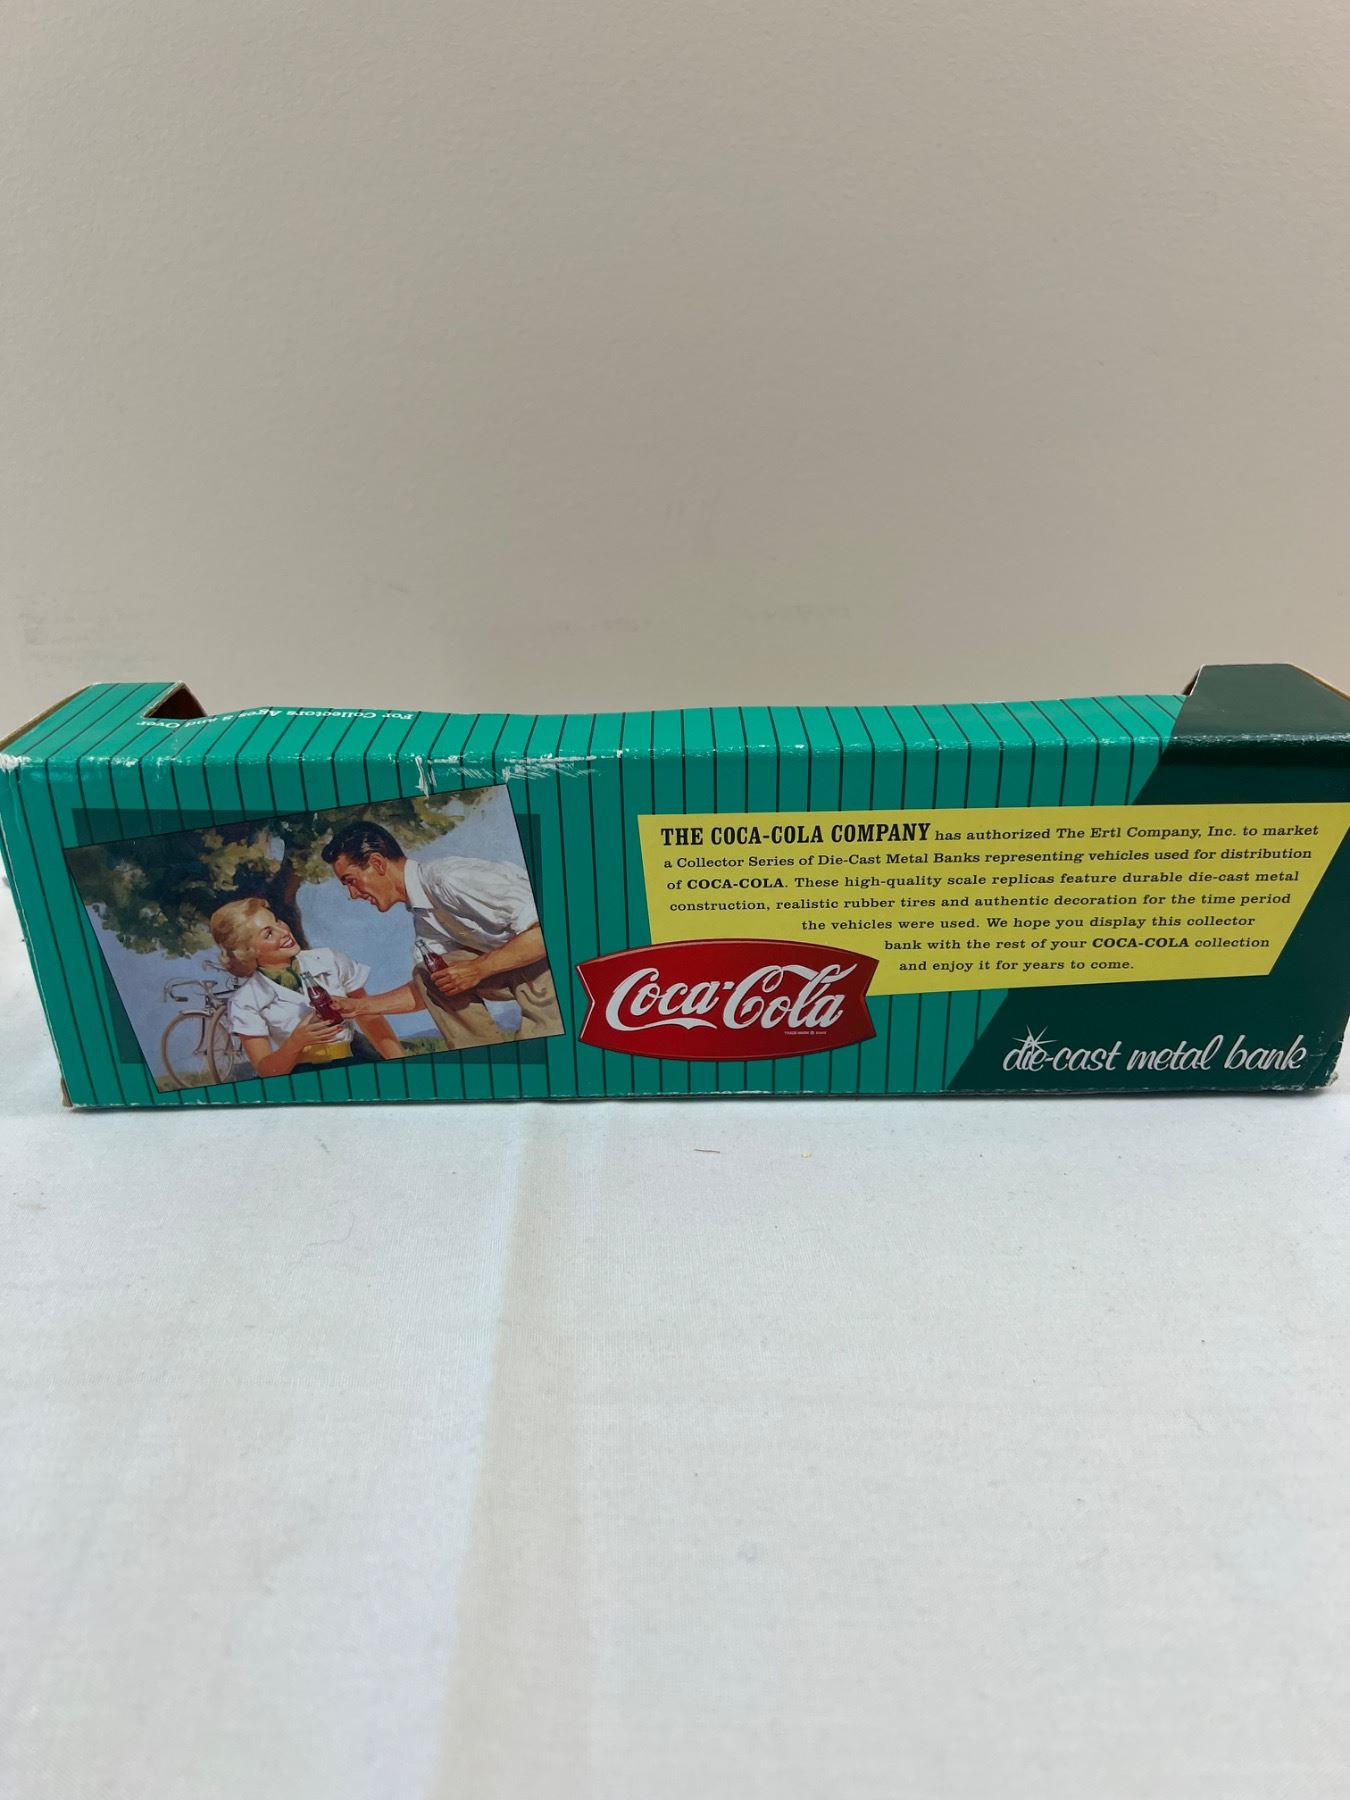 For Collectors Ages 8 and Over
THE COCA-COLA COMPANY has authorized The Ertl Company, Inc. to market
a Collector Series of Die-Cast Metal Banks representing vehicles used for distribution
of COCA-COLA. These high-quality scale replicas feature durable die-cast metal
construction, realistic rubber tires and authentic decoration for the time period
the vehicles were used. We hope you display this collector
bank with the rest of your COCA-COLA collection
and enjoy it for years to come.
Coca-Cola
TRADE-MARK ®
die-cast metal bank